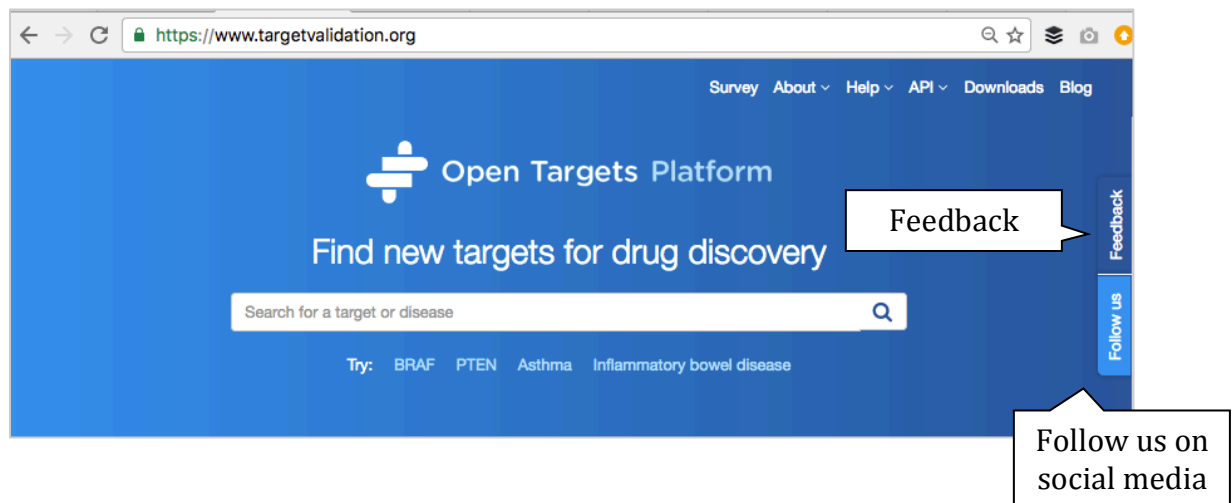 https://www.targetvalidation.org
Survey About Help API Downloads Blog
Open Targets Platform
Feedback
Feedback
Find new targets for drug discovery
Search for a target or disease
Follow us
Try: BRAF PTEN Asthma Inflammatory bowel disease
Follow us on
social media